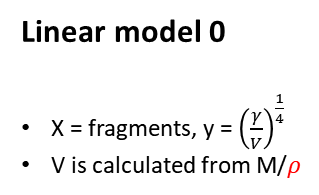 Linear model 0
• X = fragments, y = (γ/V)^(1/4)
• V is calculated from M/ρ